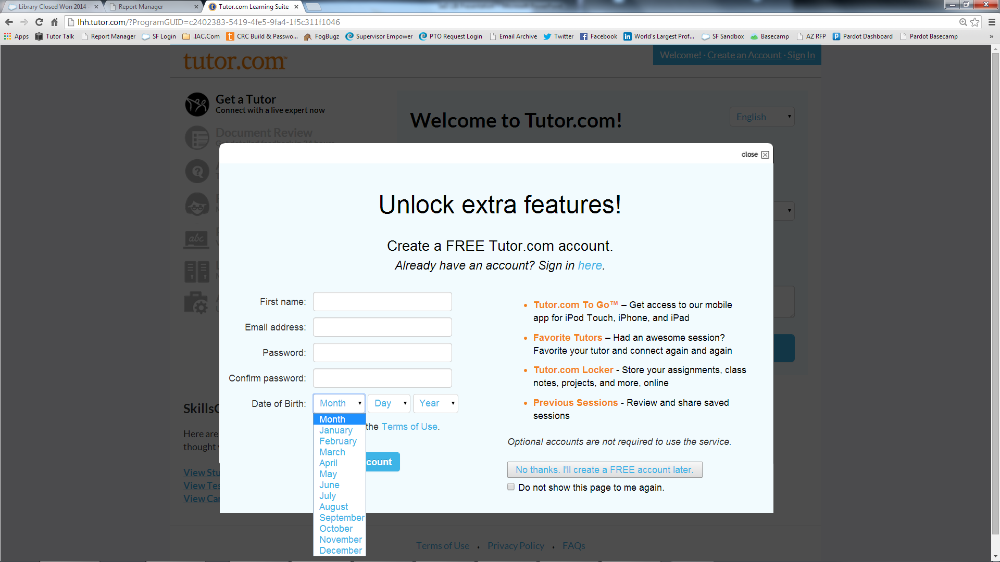 Library Closed Won 2014
Report Manager
Tutor.com Learning Suite
lhh.tutor.com/?ProgramGUID=c2402383-5419-4fe5-9fa4-1f5c311f1046
Apps
Tutor Talk
Report Manager
SF Login
.IAC.Com
CRC Build & Passwo...
FogBugz
Supervisor Empower
PTO Request Login
Email Archive
Twitter
Facebook
World's Largest Prof...
SF Sandbox
Basecamp
AZ RFP
Pardot Dashboard
Pardot Basecamp
»
tutor.com™
Welcome! · Create an Account · Sign In
Get a Tutor
Connect with a live expert now
Document Review
Welcome to Tutor.com!
English
close
Unlock extra features!
Create a FREE Tutor.com account.
Already have an account? Sign in here.
First name:
Email address:
Password:
Confirm password:
Date of Birth: Month Day Year
Month
January
February
March
April
May
June
July
August
September
October
November
December
the Terms of Use.
count
• Tutor.com To Go™ – Get access to our mobile
app for iPod Touch, iPhone, and iPad
• Favorite Tutors – Had an awesome session?
Favorite your tutor and connect again and again
• Tutor.com Locker - Store your assignments, class
notes, projects, and more, online
• Previous Sessions - Review and share saved
sessions
Optional accounts are not required to use the service.
No thanks. I'll create a FREE account later.
Do not show this page to me again.
abc
Skills
Here are
thought
View Stu
View Te
View Ca
Terms of Use • Privacy Policy • FAQs